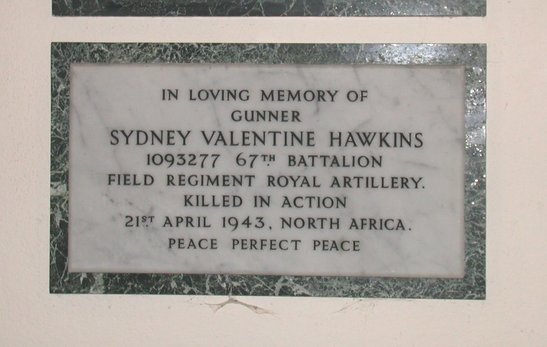 IN LOVING MEMORY OF
GUNNER
SYDNEY VALENTINE HAWKINS
1093277 67TH. BATTALION
FIELD REGIMENT ROYAL ARTILLERY.
KILLED IN ACTION
21ST. APRIL 1943, NORTH AFRICA.
PEACE PERFECT PEACE